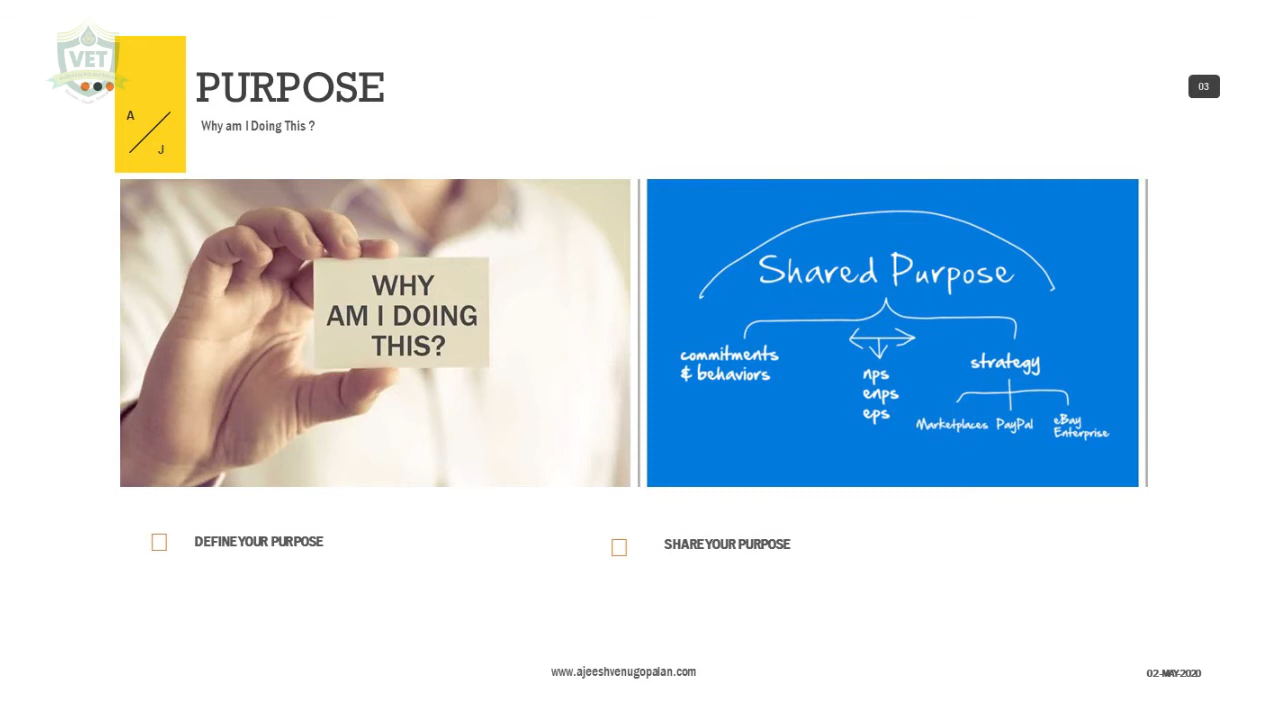 VET
A
J
PURPOSE
Why am I Doing This ?
03
WHY
AM I DOING
THIS?
Shared Purpose
commitments
& behaviors
nps
enps
eps
strategy
Marketplaces PayPal eBay
Enterprise
DEFINE YOUR PURPOSE
SHARE YOUR PURPOSE
www.ajeeshvenugopalan.com
02-MAY-2020